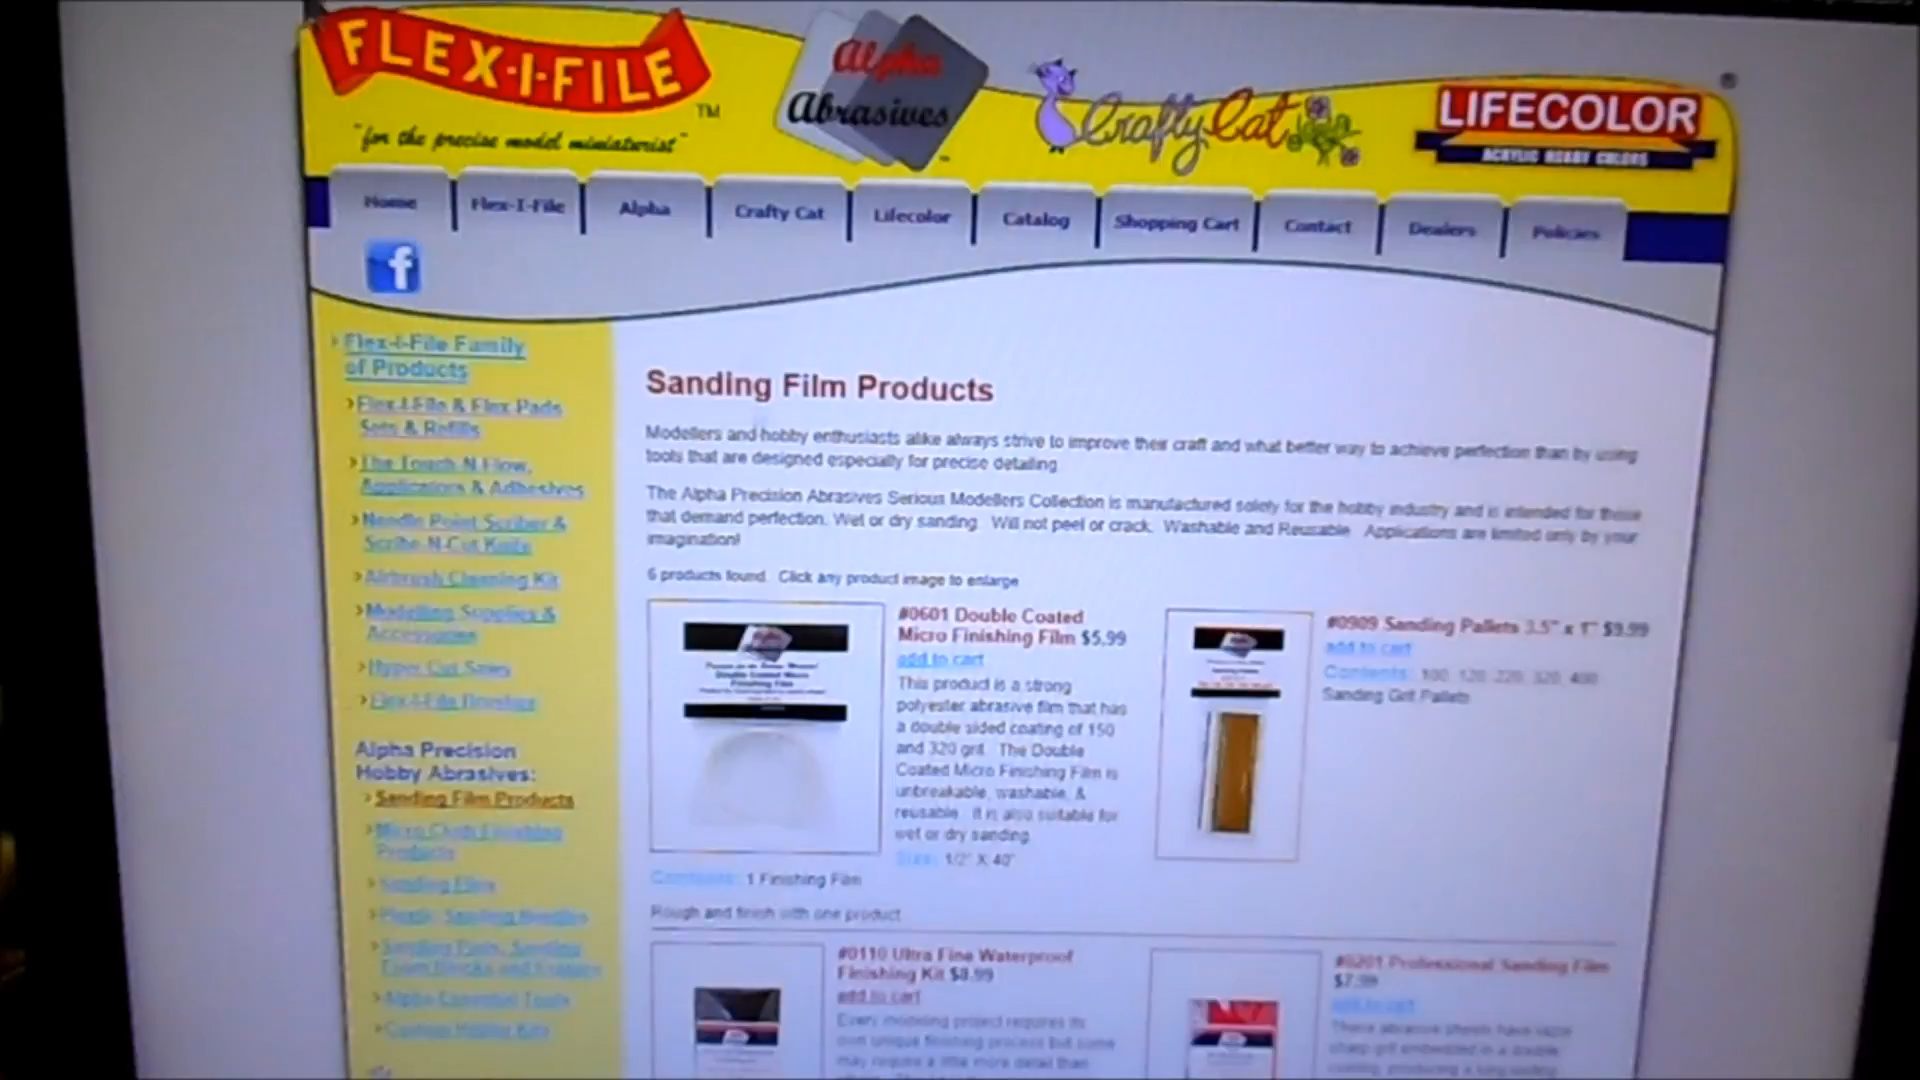 FLEX-I-FILE
TM
"for the precise model miniaturist"
Alpha
Abrasives
Crafty Cat
LIFECOLOR
ACRYLIC HOBBY COLORS
®
Home
Flex-I-File
Alpha
Crafty Cat
Lifecolor
Catalog
Shopping Cart
Contact
Dealers
Policies
f
Flex-I-File Family
of Products
Flex-I-File & Flex-Pads
Sets & Refills
The Touch-N-Flow,
Applicators & Adhesives
Needle Point Scriber &
Scribe-N-Cut Knife
Airbrush Cleaning Kit
Modelling Supplies &
Accessories
Hyper Cut Saws
Flex-I-File
Alpha Precision
Hobby Abrasives:
Sanding Film Products
Micro Cloth Finishing
Products
Sanding Film
Plastic Sanding Needles
Alpha Essential Tools
Sanding Film Products
Modellers and hobby enthusiasts alike always strive to improve their craft and what better way to achieve perfection than by using
tools that are designed especially for precise detailing.
The Alpha Precision Abrasives Serious Modellers Collection is manufactured solely for the hobby industry and is intended for those
that demand perfection. Wet or dry sanding. Will not peel or crack. Washable and Reusable. Applications are limited only by your
imagination!
6 products found. Click any product image to enlarge
#0601 Double Coated
Micro Finishing Film $5.99
add to cart
This product is a strong
polyester abrasive film that has
a double sided coating of 150
and 320 grit. The Double
Coated Micro Finishing Film is
unbreakable, washable, &
reusable. It is also suitable for
wet or dry sanding.
Size: 1/2" X 40"
Contents: 1 Finishing Film
Rough and finish with one product
Double Coated Micro
Finishing Film
#0909 Sanding Pallets 3.5" x 1" $9.99
add to cart
Contents: 100, 120, 220, 320, 400
Sanding Grit Pallets
#0110 Ultra Fine Waterproof
Finishing Kit $8.99
add to cart
Every modeling project requires its
own unique finishing process but some
may require a little more detail than
#0201 Professional Sanding Film
$7.99
add to cart
These abrasive sheets have razor
sharp grit embedded in a double
coating, producing a long lasting